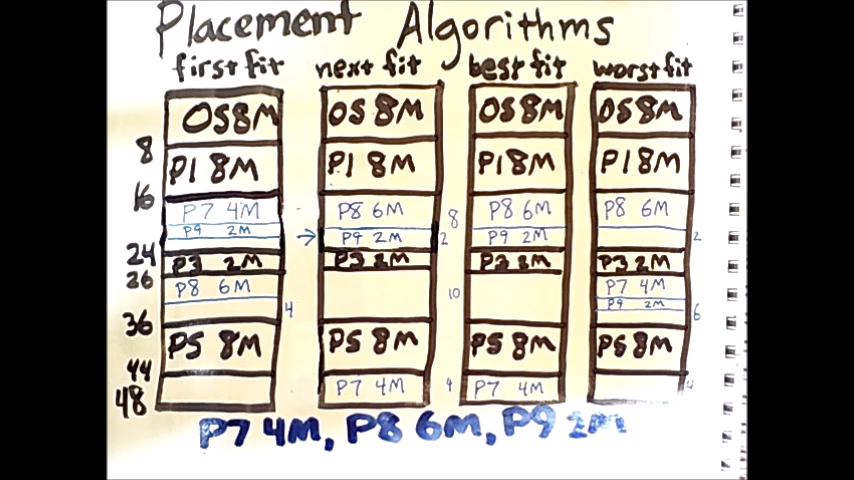 Placement Algorithms
first fit next fit best fit worst fit
OS 8M OS 8M OS 8M OS 8M
8
P1 8M P1 8M P1 8M P1 8M
16
P7 4M P8 6M 8 P8 6M P8 6M
P9 2M → P9 2M 2 P9 2M 2
24
P3 2M P3 2M P3 2M P3 2M
26
P8 6M 10 P7 4M
4 P9 2M 6
36
P5 8M P5 8M P5 8M P5 8M
44
P7 4M 4 P7 4M 4
48
P7 4M, P8 6M, P9 2M